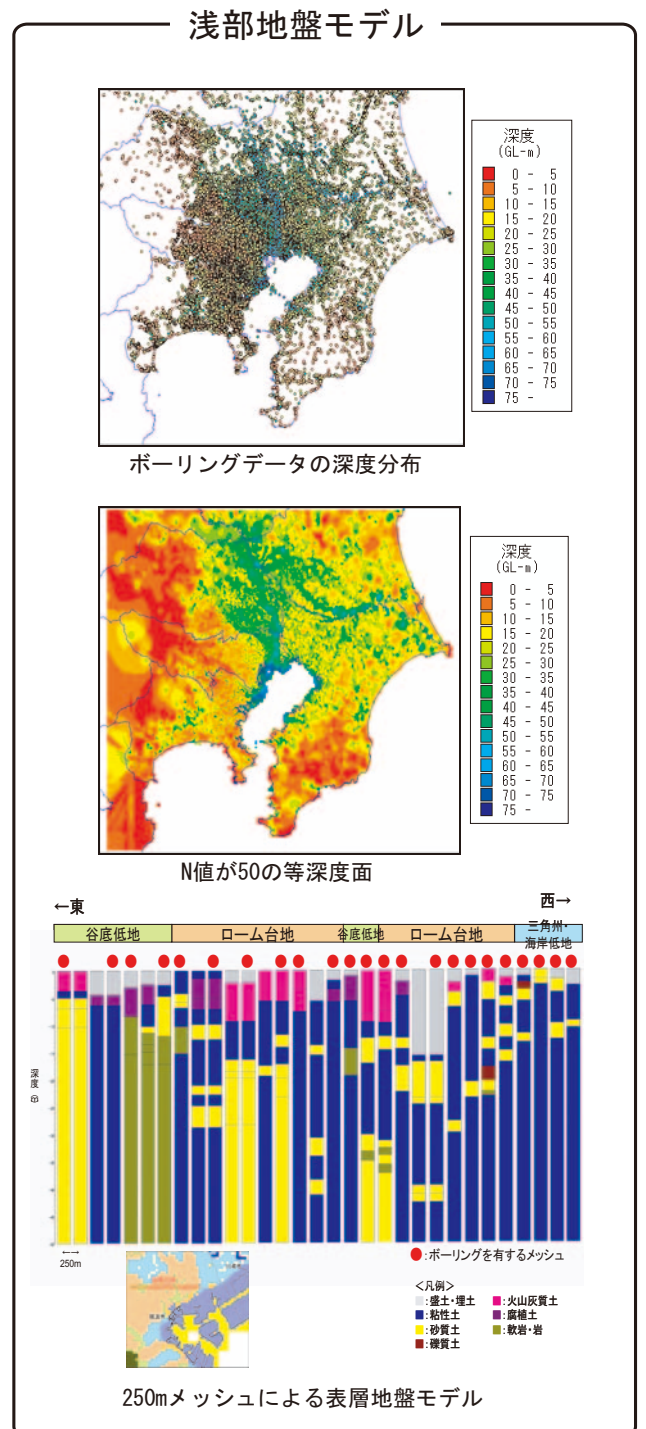 浅部地盤モデル
深度
(GL-m)
0 - 5
5 - 10
10 - 15
15 - 20
20 - 25
25 - 30
30 - 35
35 - 40
40 - 45
45 - 50
50 - 55
55 - 60
60 - 65
65 - 70
70 - 75
75 -
ボーリングデータの深度分布
深度
(GL-m)
0 - 5
5 - 10
10 - 15
15 - 20
20 - 25
25 - 30
30 - 35
35 - 40
40 - 45
45 - 50
50 - 55
55 - 60
60 - 65
65 - 70
70 - 75
75 -
N値が50の等深度面
←東 西→
谷底低地 ローム台地 谷底低地 ローム台地 三角州・海岸低地
深度
←→
250m
●:ボーリングを有するメッシュ
<凡例>
:盛土・埋土 :火山灰質土
:粘性土 :腐植土
:砂質土 :軟岩・岩
:礫質土
250mメッシュによる表層地盤モデル